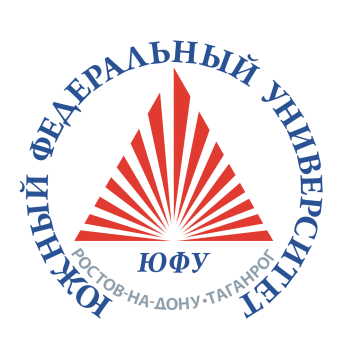 ЮЖНЫЙ ФЕДЕРАЛЬНЫЙ УНИВЕРСИТЕТ
ЮФУ
РОСТОВ-НА-ДОНУ•ТАГАНРОГ